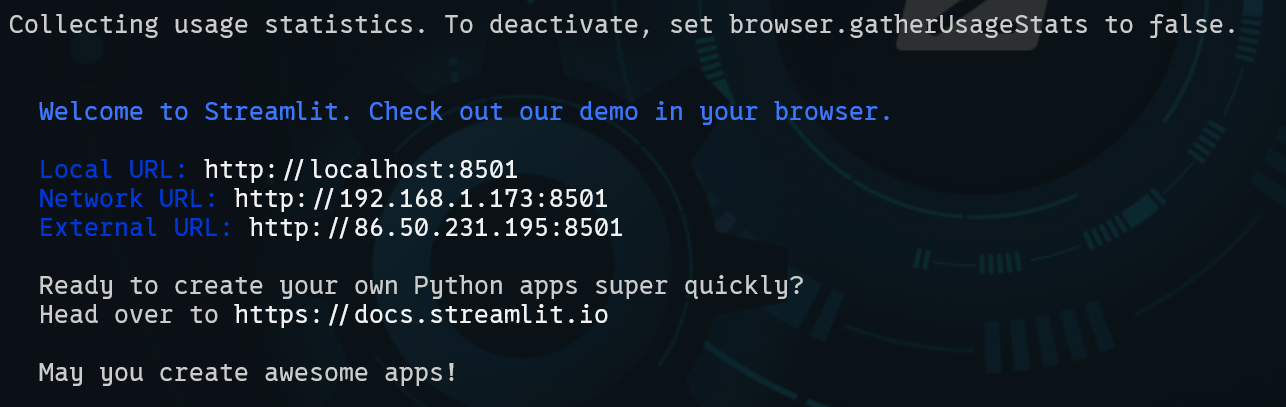 Collecting usage statistics. To deactivate, set browser.gatherUsageStats to false.
Welcome to Streamlit. Check out our demo in your browser.
Local URL: http://localhost:8501
Network URL: http://192.168.1.173:8501
External URL: http://86.50.231.195:8501
Ready to create your own Python apps super quickly?
Head over to https://docs.streamlit.io
May you create awesome apps!